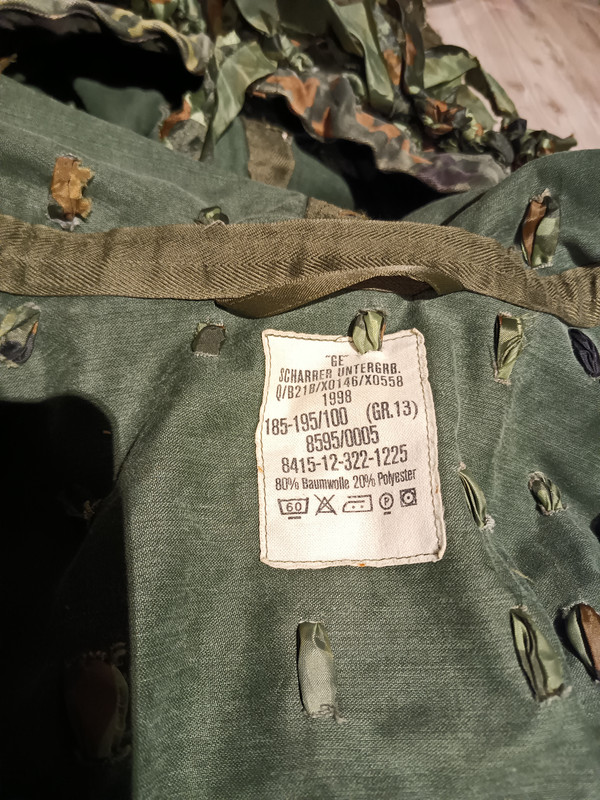 "GE"
SCHARRER UNTERGRB.
Q/B21B/X0146/X0558
1998
185-195/100 (GR.13)
8595/0005
8415-12-322-1225
80% Baumwolle 20% Polyester
60 P